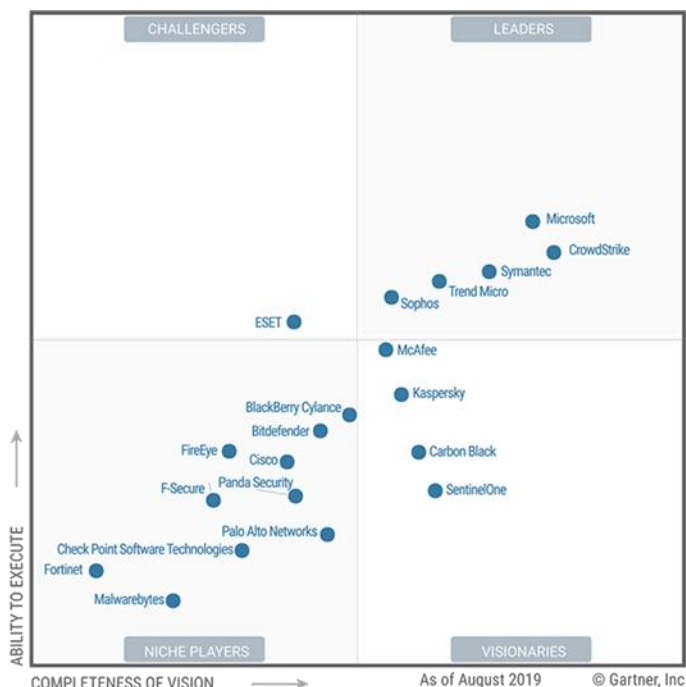 CHALLENGERS
LEADERS
Microsoft
CrowdStrike
Symantec
Trend Micro
Sophos
ESET
McAfee
Kaspersky
BlackBerry Cylance
Bitdefender
FireEye
Cisco
Carbon Black
Panda Security
F-Secure
SentinelOne
Palo Alto Networks
Check Point Software Technologies
Fortinet
Malwarebytes
NICHE PLAYERS
VISIONARIES
ABILITY TO EXECUTE
COMPLETENESS OF VISION
As of August 2019
© Gartner, Inc